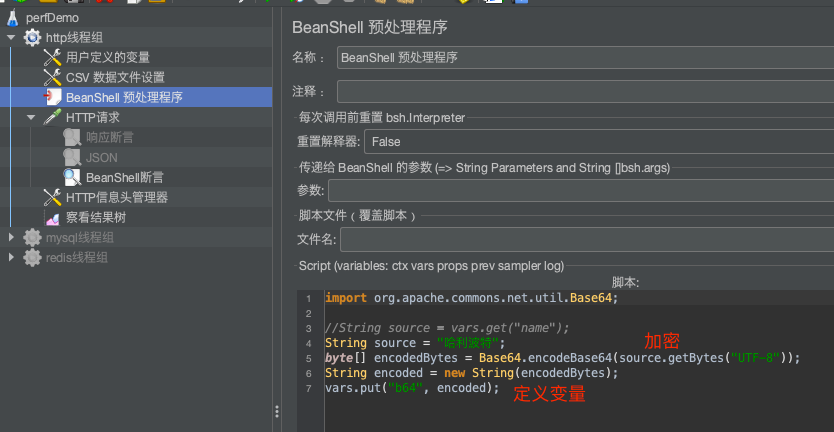 perfDemo
http线程组
用户定义的变量
CSV 数据文件设置
BeanShell 预处理程序
HTTP请求
响应断言
JSON
BeanShell断言
HTTP信息头管理器
察看结果树
mysql线程组
redis线程组
BeanShell 预处理程序
名称： BeanShell 预处理程序
注释：
每次调用前重置 bsh.Interpreter
重置解释器: False
传递给 BeanShell 的参数 (=> String Parameters and String []bsh.args)
参数:
脚本文件（覆盖脚本）
文件名:
Script (variables: ctx vars props prev sampler log)
脚本:
1 import org.apache.commons.net.util.Base64;
2
3 //String source = vars.get("name");
4 String source = "哈利波特"; 加密
5 byte[] encodedBytes = Base64.encodeBase64(source.getBytes("UTF-8"));
6 String encoded = new String(encodedBytes);
7 vars.put("b64", encoded); 定义变量